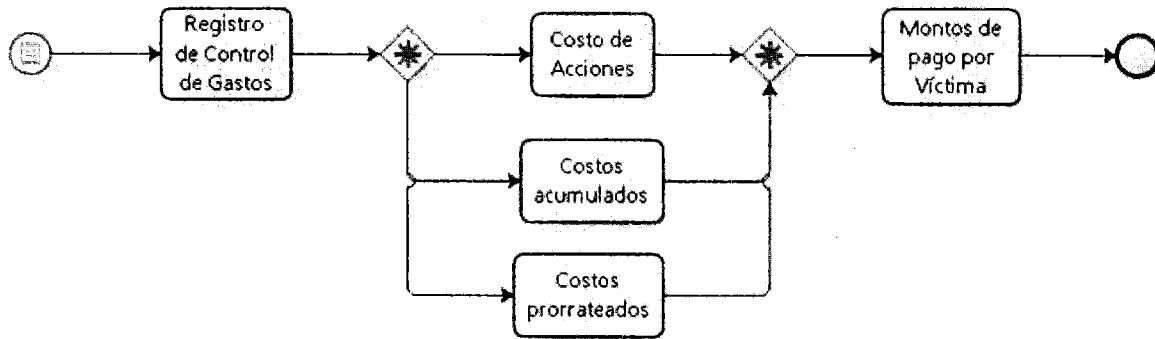 Registro
de Control
de Gastos
Costo de
Acciones
Montos de
pago por
Víctima
Costos
acumulados
Costos
prorrateados